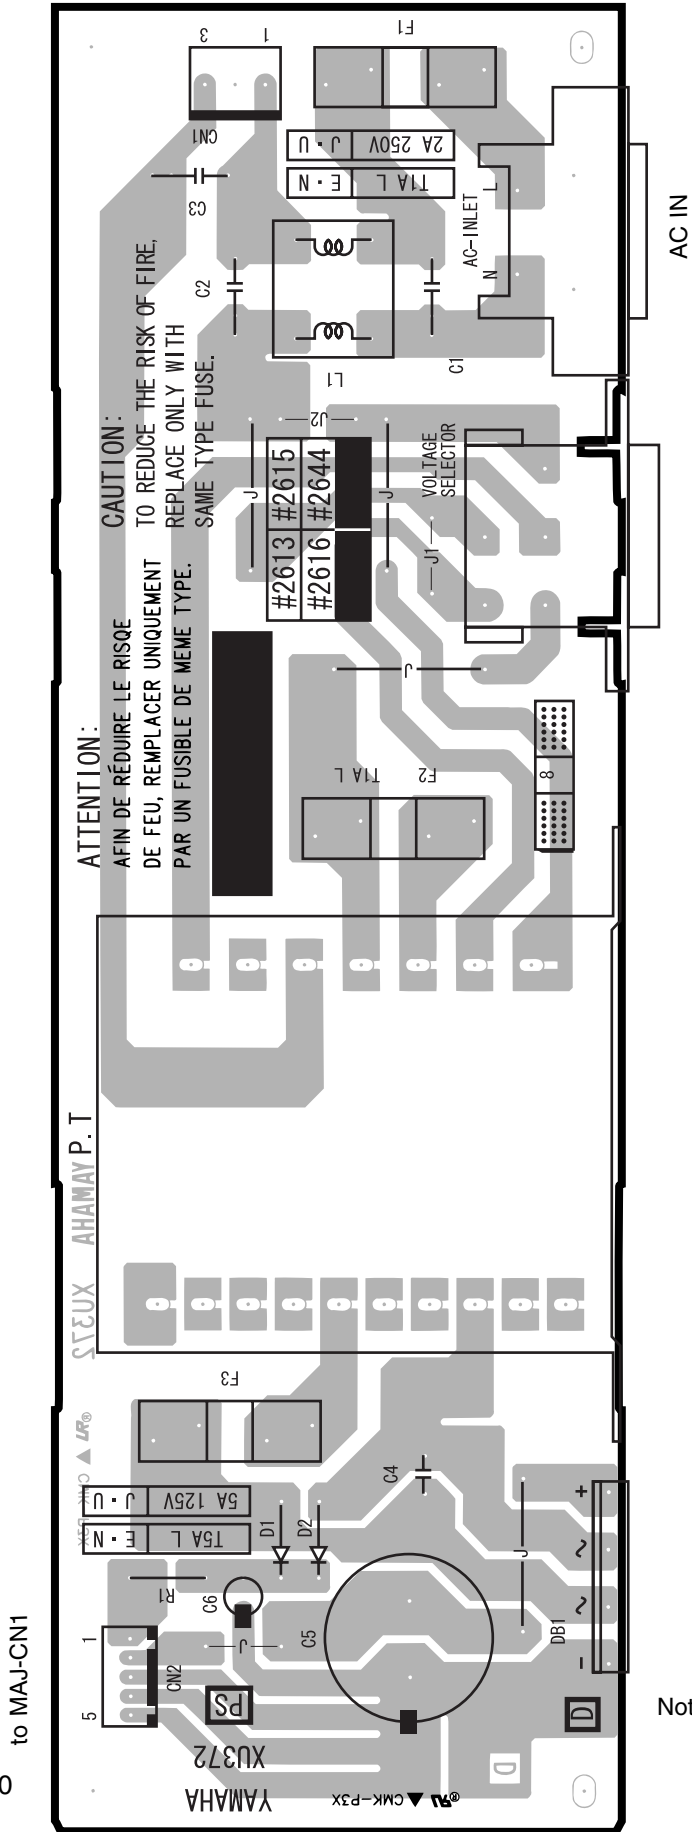 F1
3 1
CN1
J・U 2A 250V
E・N T1A L
C3
AC-INLET
L
N
AC IN
C2
C1
L1
CAUTION:
TO REDUCE THE RISK OF FIRE,
REPLACE ONLY WITH
SAME TYPE FUSE.
J2
J
J
#2613 #2615
#2616 #2644
VOLTAGE
SELECTOR
J1
ATTENTION:
AFIN DE RÉDUIRE LE RISQE
DE FEU, REMPLACER UNIQUEMENT
PAR UN FUSIBLE DE MEME TYPE.
J
T1A L F2
8
P.T
XU372 YAMAHA
F3
CMK-P3X
J・U 5A 125V
E・N T5A L
C4
D1
D2
+
~
~
-
R1
C6
J
J
C5
DB1
1
5
CN2
to MAJ-CN1
PS
D
D
Not
0
XU372
YAMAHA
CMK-P3X